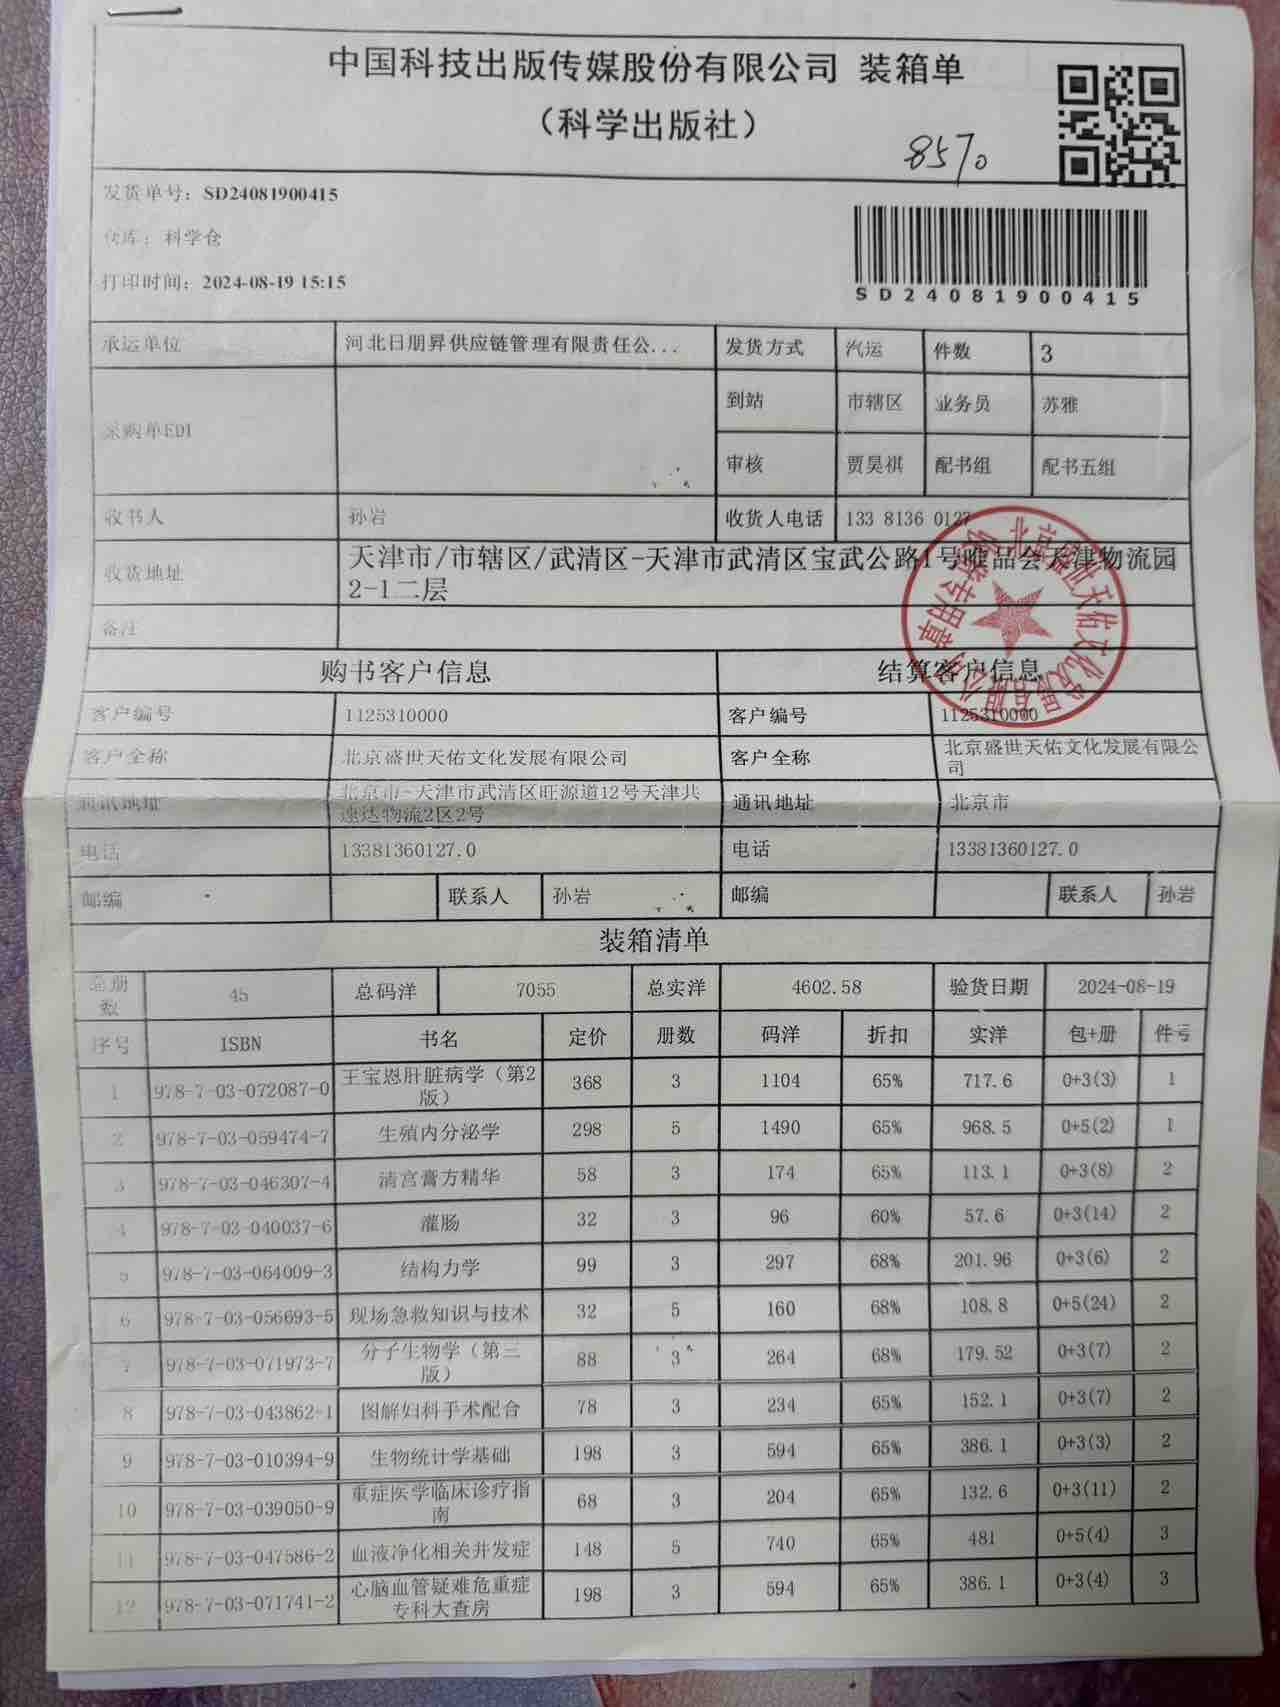 中国科技出版传媒股份有限公司 装箱单
（科学出版社）
8570
发货单号：SD24081900415
仓库：科学仓
打印时间：2024-08-19 15:15
SD24081900415
承运单位 河北日朋昇供应链管理有限责任公... 发货方式 汽运 件数 3
采购单EDI 到站 市辖区 业务员 苏雅
审核 贾昊祺 配书组 配书五组
收书人 孙岩 收货人电话 133 8136 0127
收货地址 天津市/市辖区/武清区-天津市武清区宝武公路1号唯品会天津物流园
2-1二层
备注
北京盛世天佑文化发展有限公司
购书客户信息 结算客户信息
客户编号 1125310000 客户编号 1125310000
客户全称 北京盛世天佑文化发展有限公司 客户全称 北京盛世天佑文化发展有限公
司
通讯地址 北京市-天津市武清区旺源道12号天津共
速达物流2区2号 通讯地址 北京市
电话 13381360127.0 电话 13381360127.0
邮编 联系人 孙岩 邮编 联系人 孙岩
装箱清单
总册
数 45 总码洋 7055 总实洋 4602.58 验货日期 2024-08-19
序号 ISBN 书名 定价 册数 码洋 折扣 实洋 包+册 件号
1 978-7-03-072087-0 王宝恩肝脏病学（第2
版） 368 3 1104 65% 717.6 0+3(3) 1
2 978-7-03-059474-7 生殖内分泌学 298 5 1490 65% 968.5 0+5(2) 1
3 978-7-03-046307-4 清宫膏方精华 58 3 174 65% 113.1 0+3(8) 2
4 978-7-03-040037-6 灌肠 32 3 96 60% 57.6 0+3(14) 2
5 978-7-03-064009-3 结构力学 99 3 297 68% 201.96 0+3(6) 2
6 978-7-03-056693-5 现场急救知识与技术 32 5 160 68% 108.8 0+5(24) 2
7 978-7-03-071973-7 分子生物学（第三
版） 88 3 264 68% 179.52 0+3(7) 2
8 978-7-03-043862-1 图解妇科手术配合 78 3 234 65% 152.1 0+3(7) 2
9 978-7-03-010394-9 生物统计学基础 198 3 594 65% 386.1 0+3(3) 2
10 978-7-03-039050-9 重症医学临床诊疗指
南 68 3 204 65% 132.6 0+3(11) 2
11 978-7-03-047586-2 血液净化相关并发症 148 5 740 65% 481 0+5(4) 3
12 978-7-03-071741-2 心脑血管疑难危重症
专科大查房 198 3 594 65% 386.1 0+3(4) 3